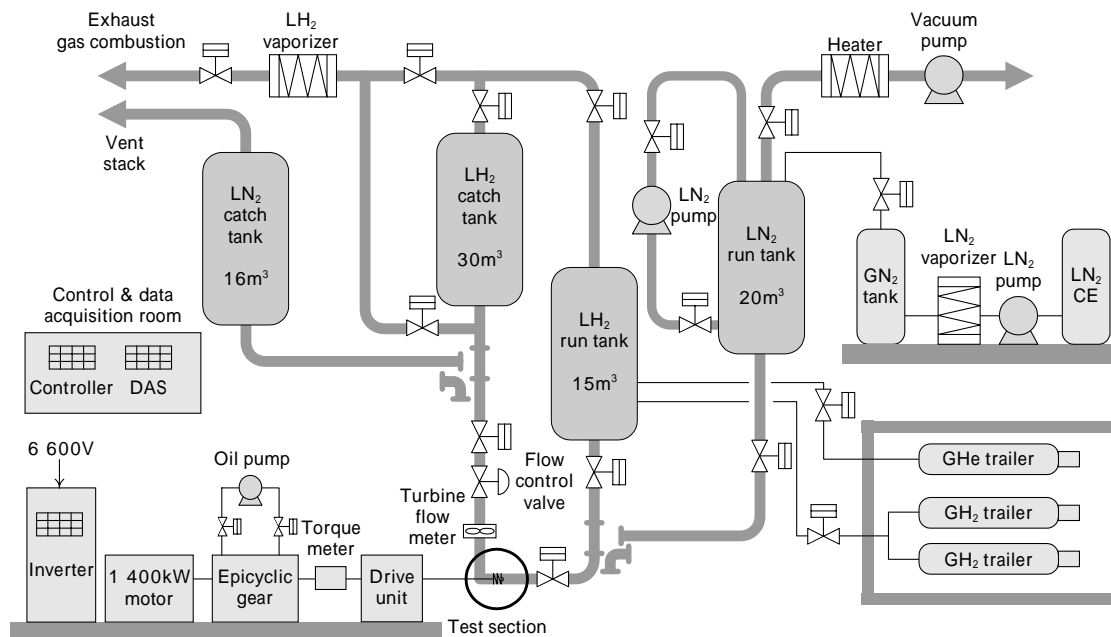 Exhaust
gas combustion
LH₂
vaporizer
Heater
Vacuum
pump
Vent
stack
LN₂
catch
tank
16m³
LH₂
catch
tank
30m³
LN₂
pump
LN₂
run tank
20m³
GN₂
tank
LN₂
vaporizer
LN₂
pump
LN₂
CE
LH₂
run tank
15m³
Control & data
acquisition room
Controller
DAS
6 600V
Oil pump
Flow
control
valve
Turbine
flow
meter
Torque
meter
Inverter
1 400kW
motor
Epicyclic
gear
Drive
unit
Test section
GHe trailer
GH₂ trailer
GH₂ trailer